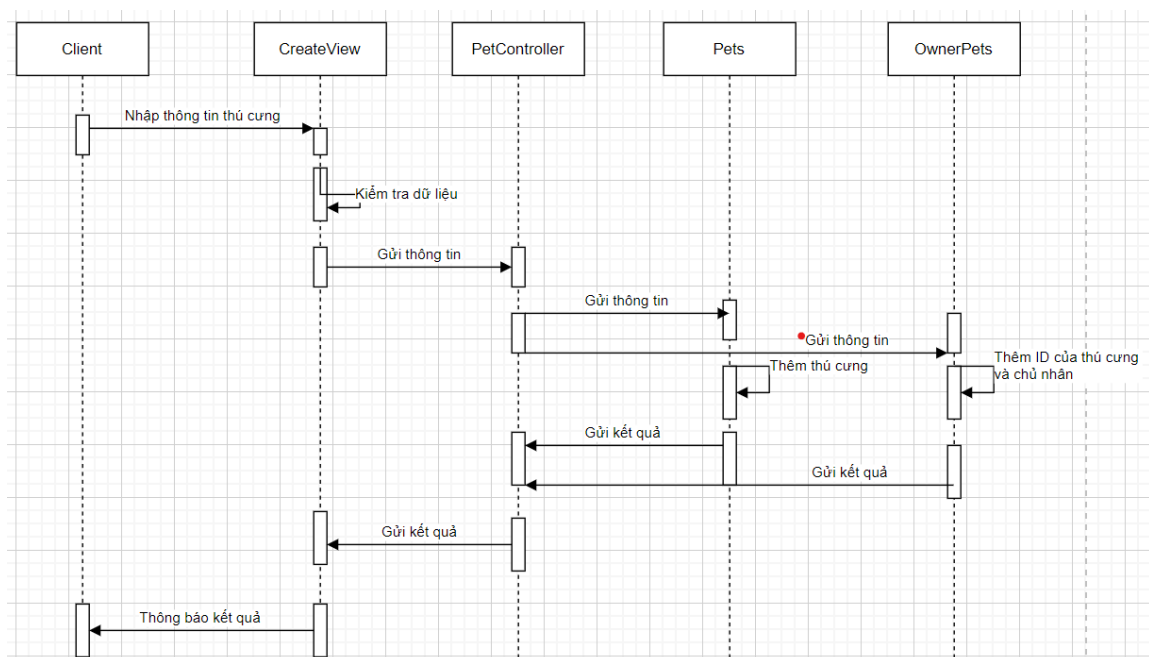 Client
CreateView
PetController
Pets
OwnerPets
Nhập thông tin thú cưng
Kiểm tra dữ liệu
Gửi thông tin
Gửi thông tin
Gửi thông tin
Thêm ID của thú cưng
và chủ nhân
Thêm thú cưng
Gửi kết quả
Gửi kết quả
Gửi kết quả
Thông báo kết quả